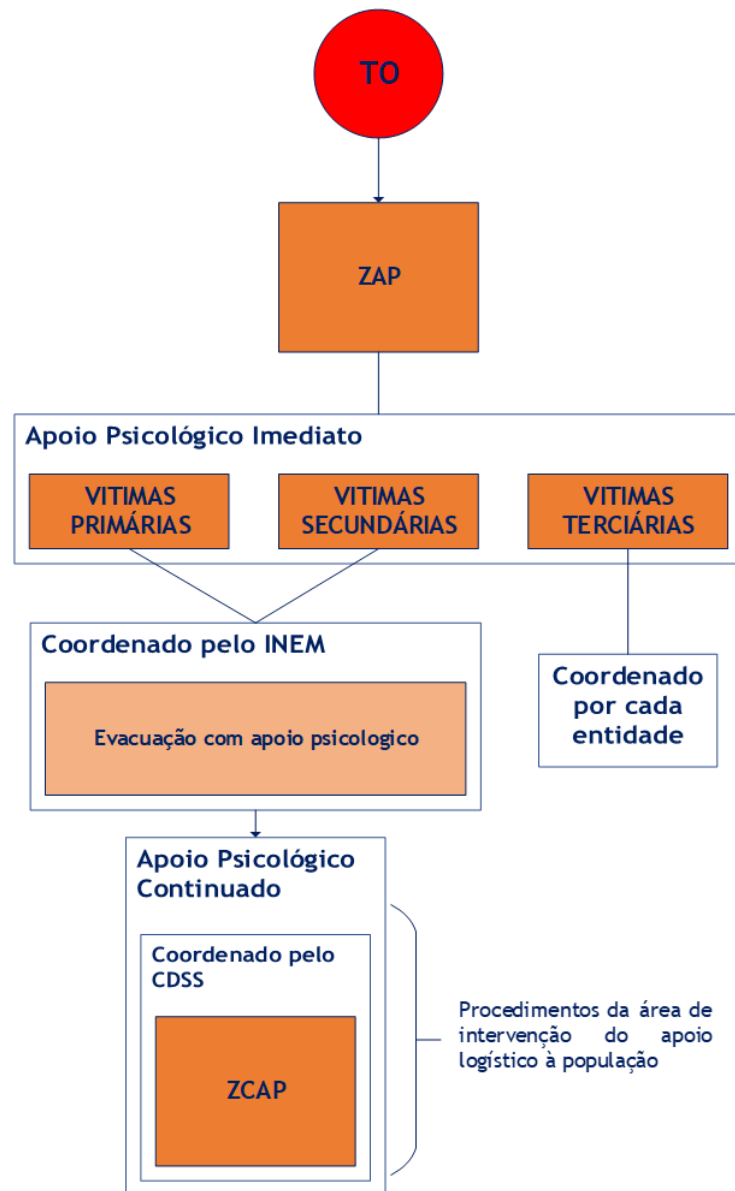 TO
ZAP
Apoio Psicológico Imediato
VITIMAS
PRIMÁRIAS
VITIMAS
SECUNDÁRIAS
VITIMAS
TERCIÁRIAS
Coordenado pelo INEM
Evacuação com apoio psicologico
Coordenado
por cada
entidade
Apoio Psicológico
Continuado
Coordenado pelo
CDSS
ZCAP
Procedimentos da área de
intervenção do apoio
logístico à população